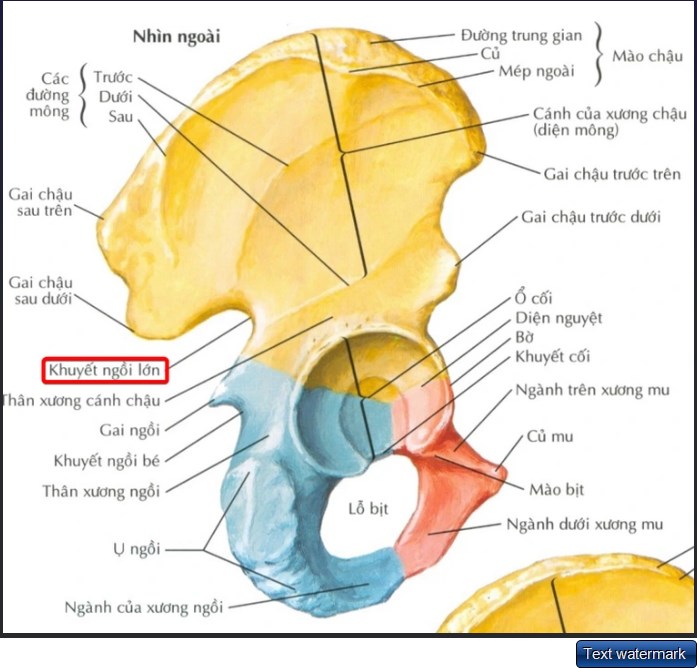 Nhìn ngoài
Các
đường
mông
Trước
Dưới
Sau
Gai chậu
sau trên
Gai chậu
sau dưới
Khuyết ngồi lớn
Thân xương cánh chậu
Gai ngồi
Khuyết ngồi bé
Thân xương ngồi
Ụ ngồi
Ngành của xương ngồi
Lỗ bịt
Đường trung gian
Củ
Mép ngoài
Mào chậu
Cánh của xương chậu
(diện mông)
Gai chậu trước trên
Gai chậu trước dưới
Ổ cối
Diện nguyệt
Bờ
Khuyết cối
Ngành trên xương mu
Củ mu
Mào bịt
Ngành dưới xương mu
Text watermark